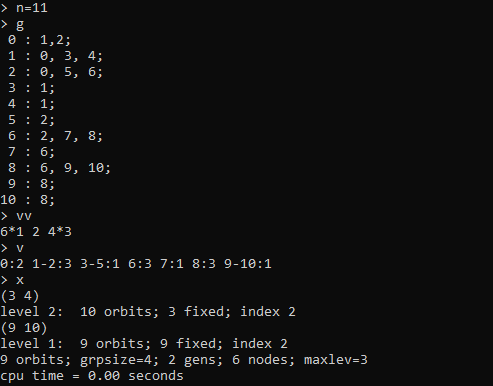 > n=11
> g
 0 : 1,2;
 1 : 0, 3, 4;
 2 : 0, 5, 6;
 3 : 1;
 4 : 1;
 5 : 2;
 6 : 2, 7, 8;
 7 : 6;
 8 : 6, 9, 10;
 9 : 8;
10 : 8;
> vv
6*1 2 4*3
> v
0:2 1-2:3 3-5:1 6:3 7:1 8:3 9-10:1
> x
(3 4)
level 2:  10 orbits; 3 fixed; index 2
(9 10)
level 1:  9 orbits; 9 fixed; index 2
9 orbits; grpsize=4; 2 gens; 6 nodes; maxlev=3
cpu time = 0.00 seconds